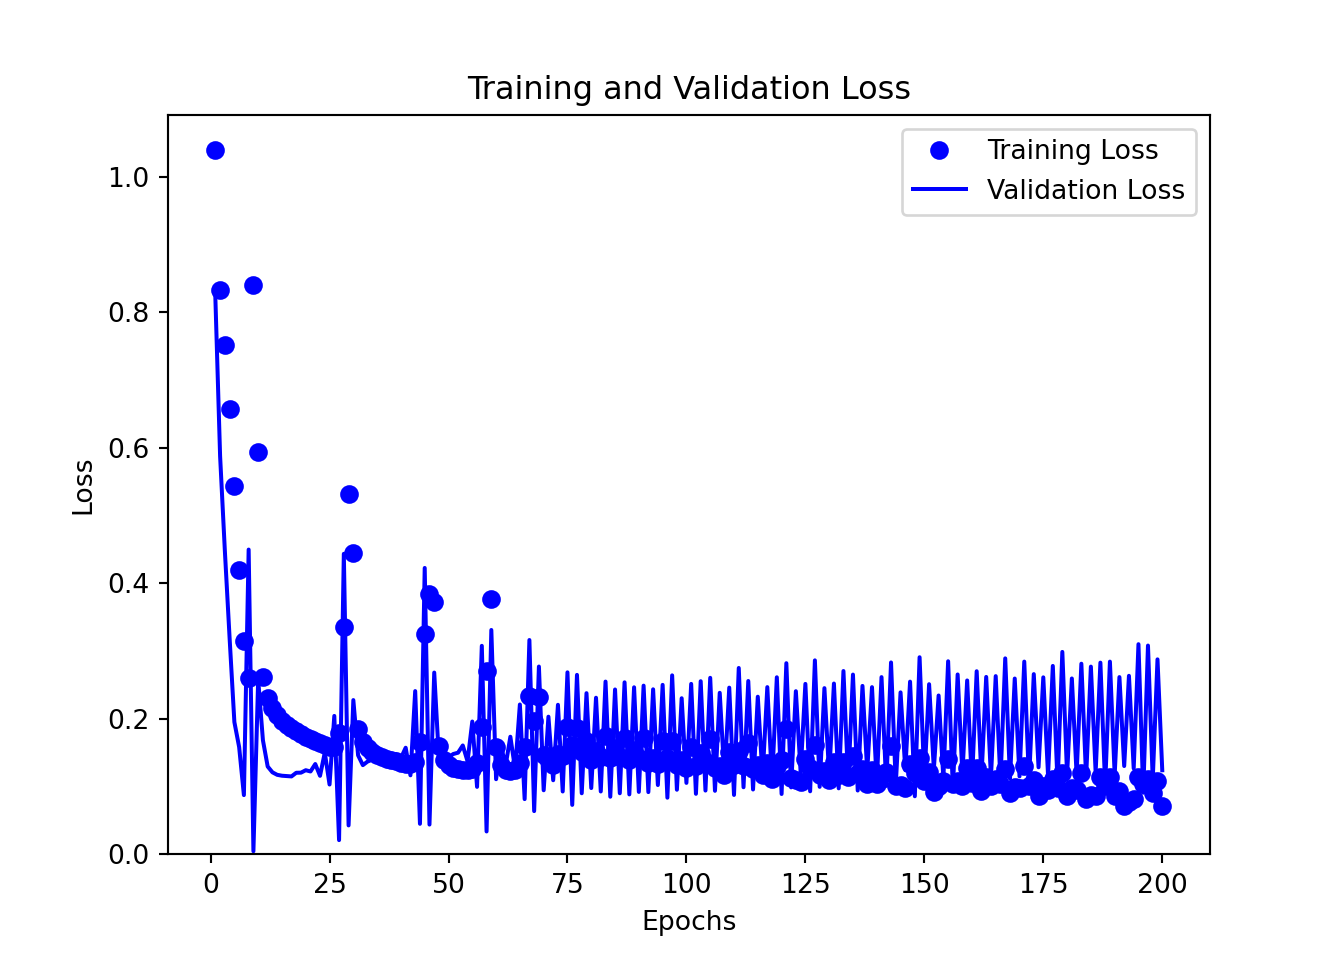 Training and Validation Loss
Training Loss
Validation Loss
1.0
0.8
0.6
0.4
0.2
0.0
Loss
0 25 50 75 100 125 150 175 200
Epochs